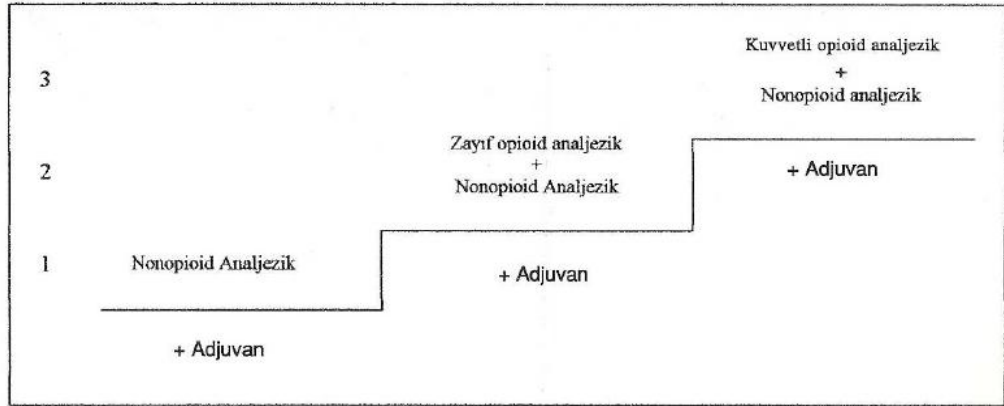 3
Kuvvetli opioid analjezik
+
Nonopioid analjezik
2
Zayıf opioid analjezik
+
Nonopioid Analjezik
+ Adjuvan
1
Nonopioid Analjezik
+ Adjuvan
+ Adjuvan